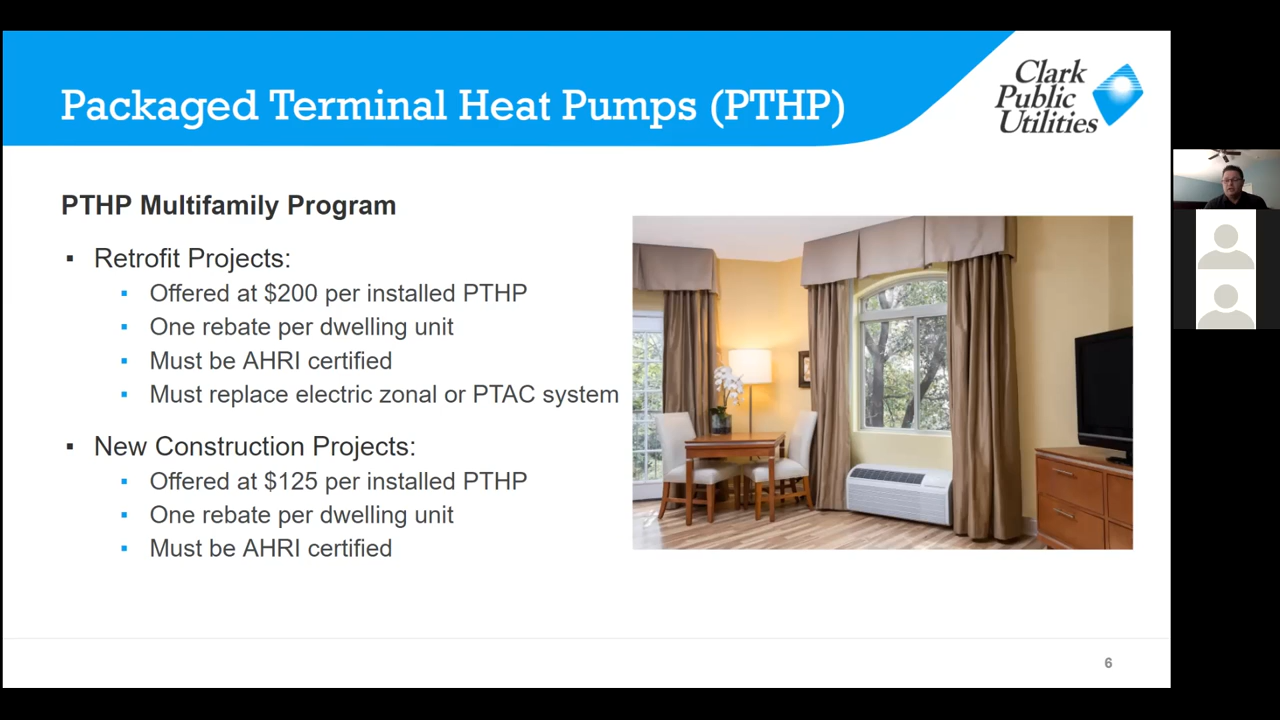 Packaged Terminal Heat Pumps (PTHP)
Clark
Public
Utilities
PTHP Multifamily Program
▪ Retrofit Projects:
▪ Offered at $200 per installed PTHP
▪ One rebate per dwelling unit
▪ Must be AHRI certified
▪ Must replace electric zonal or PTAC system
▪ New Construction Projects:
▪ Offered at $125 per installed PTHP
▪ One rebate per dwelling unit
▪ Must be AHRI certified
6